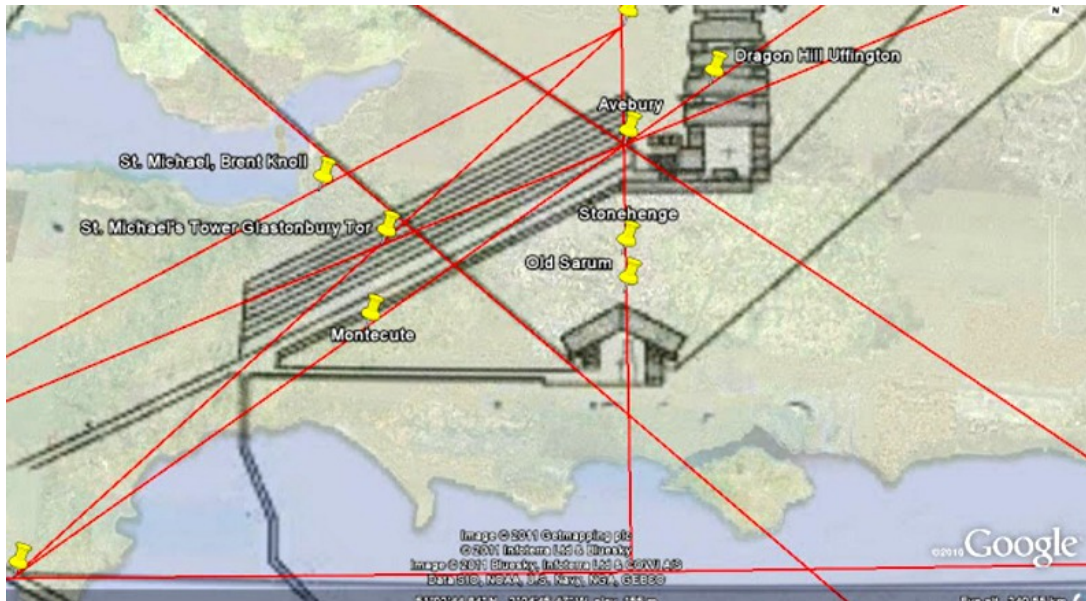 N
Dragon Hill Uffington
Avebury
St. Michael, Brent Knoll
Stonehenge
St. Michael's Tower Glastonbury Tor
Old Sarum
Montecute
Image © 2011 Getmapping plc
© 2011 Infoterra Ltd & Bluesky
Image © 2011 Bluesky, Infoterra Ltd & COWI A/S
Data SIO, NOAA, U.S. Navy, NGA, GEBCO
©2010 Google